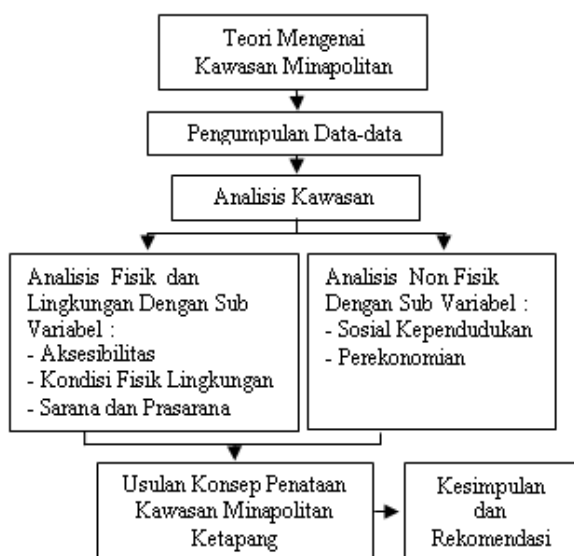 Teori Mengenai
Kawasan Minapolitan
Pengumpulan Data-data
Analisis Kawasan
Analisis Fisik dan
Lingkungan Dengan Sub
Variabel :
- Aksesibilitas
- Kondisi Fisik Lingkungan
- Sarana dan Prasarana
Analisis Non Fisik
Dengan Sub Variabel :
- Sosial Kependudukan
- Perekonomian
Usulan Konsep Penataan
Kawasan Minapolitan
Ketapang
Kesimpulan
dan
Rekomendasi